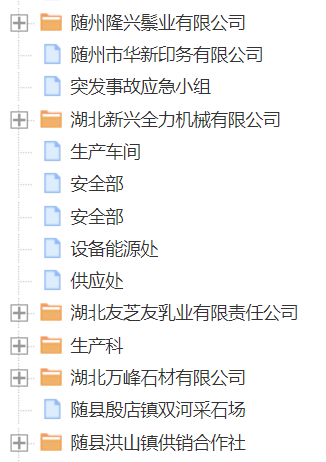 随州隆兴鬃业有限公司
随州市华新印务有限公司
突发事故应急小组
湖北新兴全力机械有限公司
生产车间
安全部
安全部
设备能源处
供应处
湖北友芝友乳业有限责任公司
生产科
湖北万峰石材有限公司
随县殷店镇双河采石场
随县洪山镇供销合作社